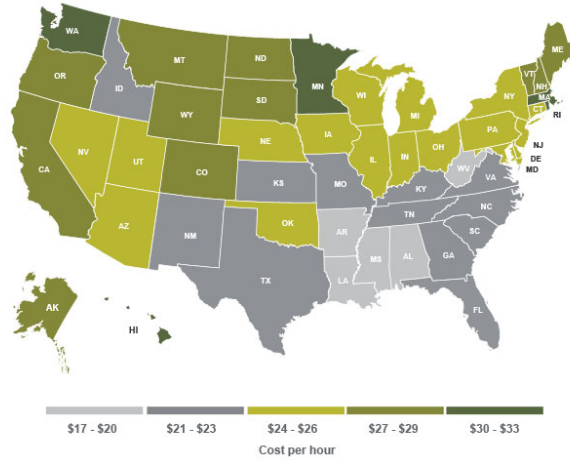 WA
MT
ND
ME
VT
NH
OR
MN
ID
SD
WI
MI
NY
MA
CT
RI
WY
NE
IA
PA
NJ
NV
UT
IL
IN
OH
DE
MD
CA
CO
KS
MO
WV
VA
KY
AZ
NM
OK
AR
TN
NC
SC
TX
LA
MS
AL
GA
FL
AK
HI
$17 - $20 $21 - $23 $24 - $26 $27 - $29 $30 - $33
Cost per hour